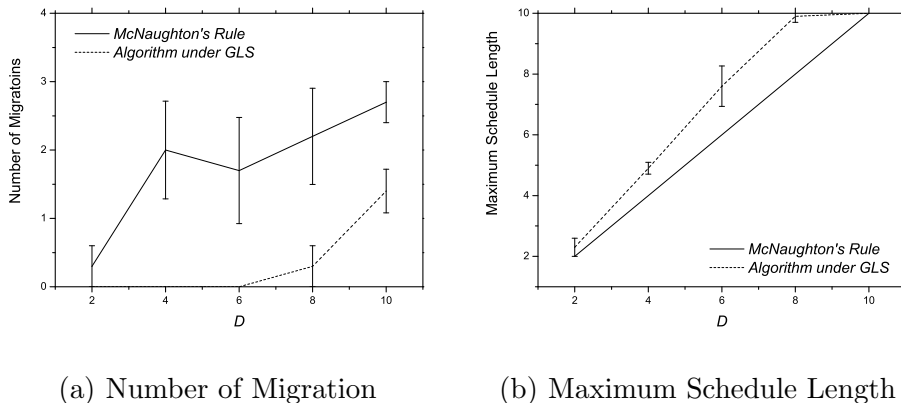 4
3
2
1
0
2
4
6
8
10
Number of Migratoins
D
McNaughton's Rule
Algorithm under GLS
10
8
6
4
2
2
4
6
8
10
Maximum Schedule Length
D
McNaughton's Rule
Algorithm under GLS
(a) Number of Migration
(b) Maximum Schedule Length